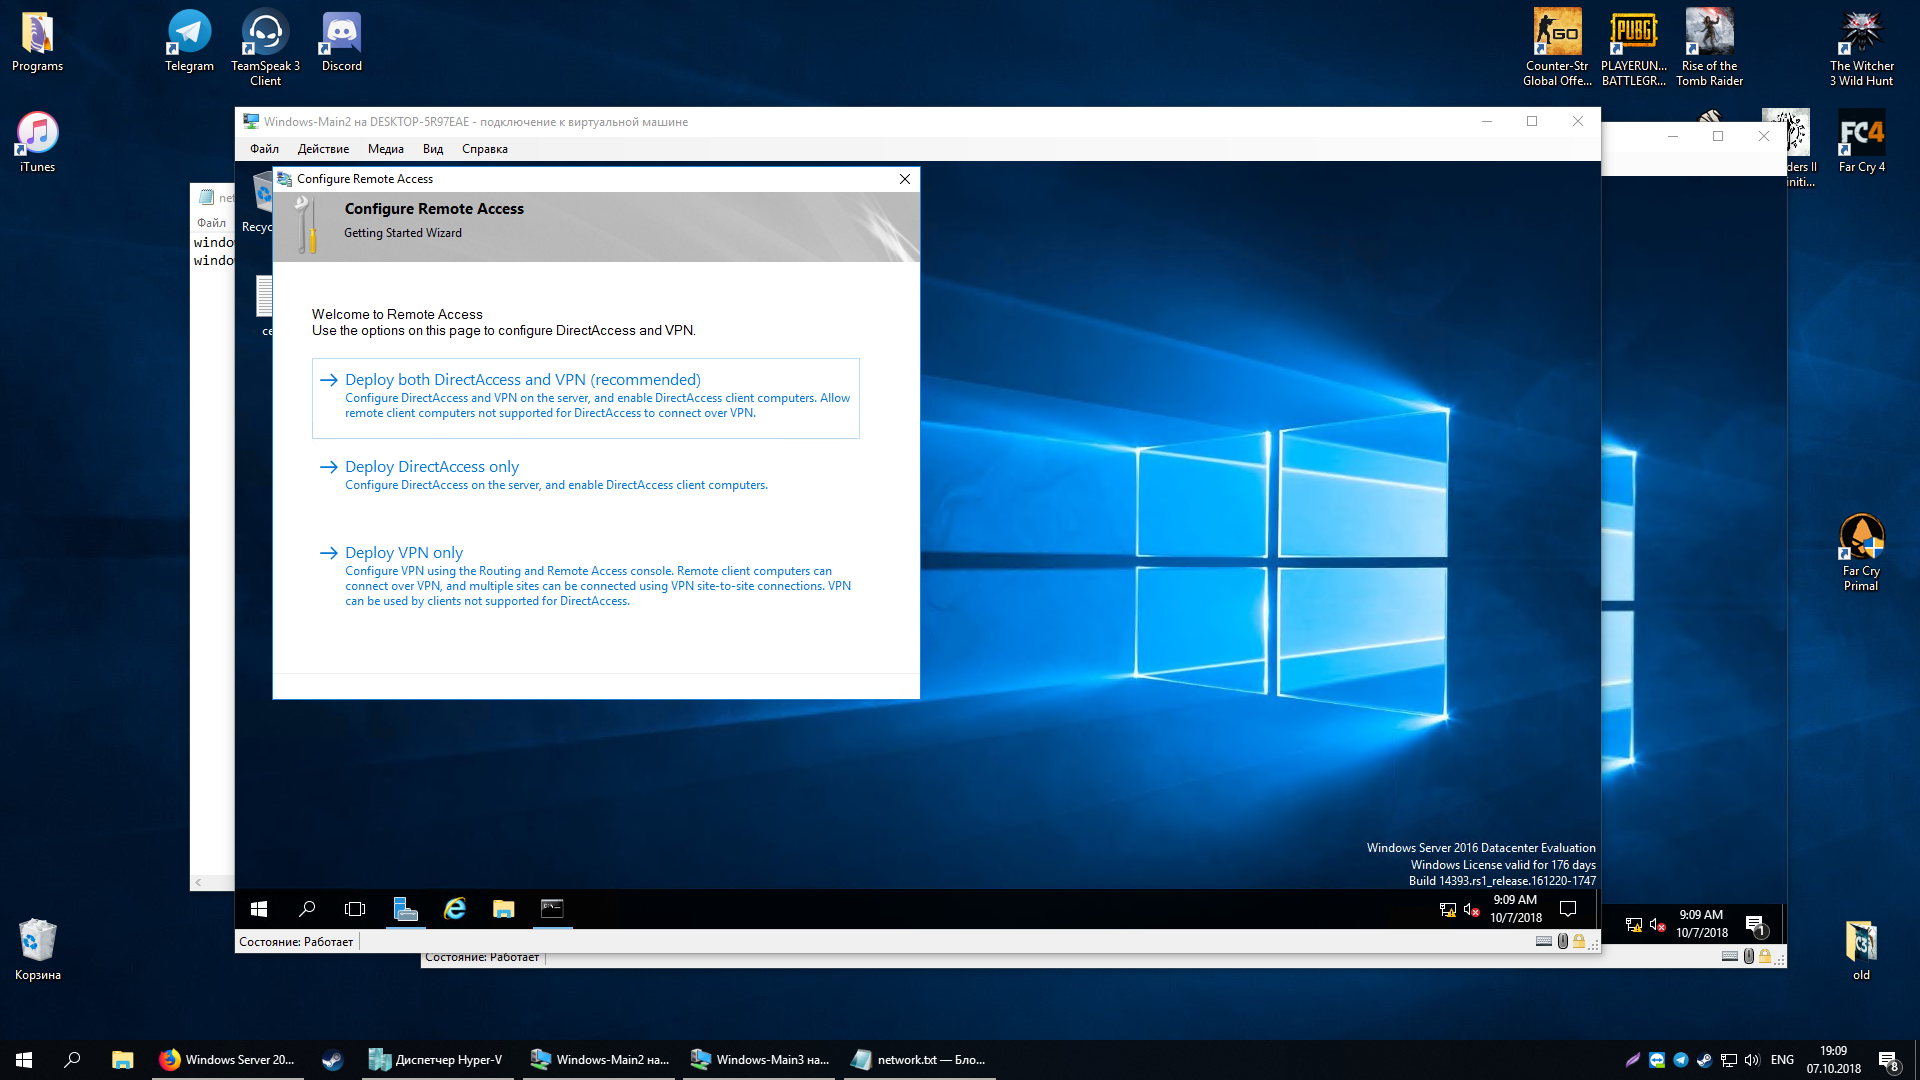 Programs
Telegram
TeamSpeak 3
Client
Discord
Counter-Str
Global Offe...
PUBG
PLAYERUN...
BATTLEGR...
Rise of the
Tomb Raider
The Witcher
3 Wild Hunt
iTunes
FC4
Far Cry 4
ders II
initi...
Far Cry
Primal
Корзина
old
net
Файл
windo
windo
Windows-Main2 на DESKTOP-5R97EAE - подключение к виртуальной машине
Файл
Действие
Медиа
Вид
Справка
Recyc
ce
Configure Remote Access
Configure Remote Access
Getting Started Wizard
Welcome to Remote Access
Use the options on this page to configure DirectAccess and VPN.
Deploy both DirectAccess and VPN (recommended)
Configure DirectAccess and VPN on the server, and enable DirectAccess client computers. Allow
remote client computers not supported for DirectAccess to connect over VPN.
Deploy DirectAccess only
Configure DirectAccess on the server, and enable DirectAccess client computers.
Deploy VPN only
Configure VPN using the Routing and Remote Access console. Remote client computers can
connect over VPN, and multiple sites can be connected using VPN site-to-site connections. VPN
can be used by clients not supported for DirectAccess.
Windows Server 2016 Datacenter Evaluation
Windows License valid for 176 days
Build 14393.rs1_release.161220-1747
9:09 AM
10/7/2018
Состояние: Работает
9:09 AM
10/7/2018
1
Состояние: Работает
Windows Server 20...
Диспетчер Hyper-V
Windows-Main2 на...
Windows-Main3 на...
network.txt — Бло...
ENG
19:09
07.10.2018
8